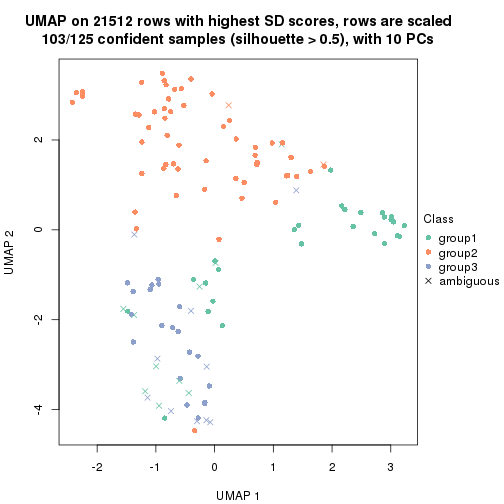 UMAP on 21512 rows with highest SD scores, rows are scaled
103/125 confident samples (silhouette > 0.5), with 10 PCs
2
0
-2
-4
UMAP 2
-2
-1
0
1
2
3
UMAP 1
Class
group1
group2
group3
ambiguous